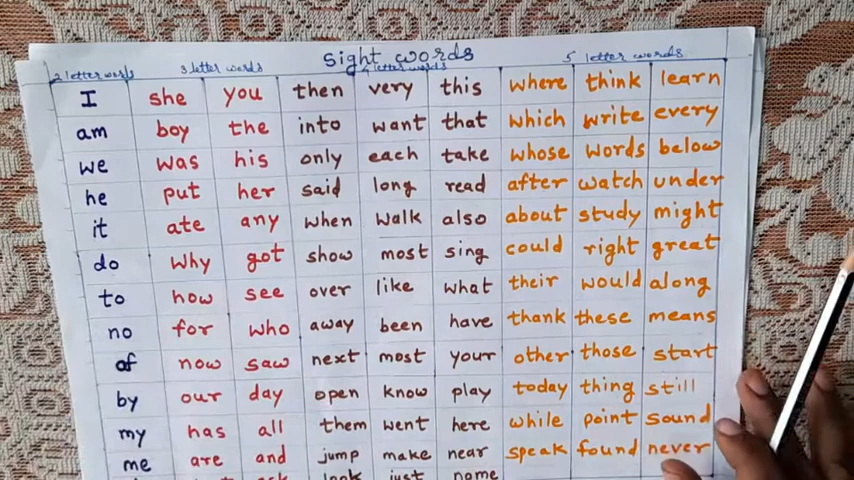 sight words
2 letter words 3 letter words 4 letter words 5 letter words
I she you then very this where think learn
am boy the into want that which write every
we was his only each take whose words below
he put her said long read after watch under
it ate any when walk also about study might
do why got show most sing could right great
to how see over like what their would along
no for who away been have thank these means
of now saw next most your other those start
by our day open know play today thing still
my has all them went here while point sound
me are and jump make near speak found never
look just name